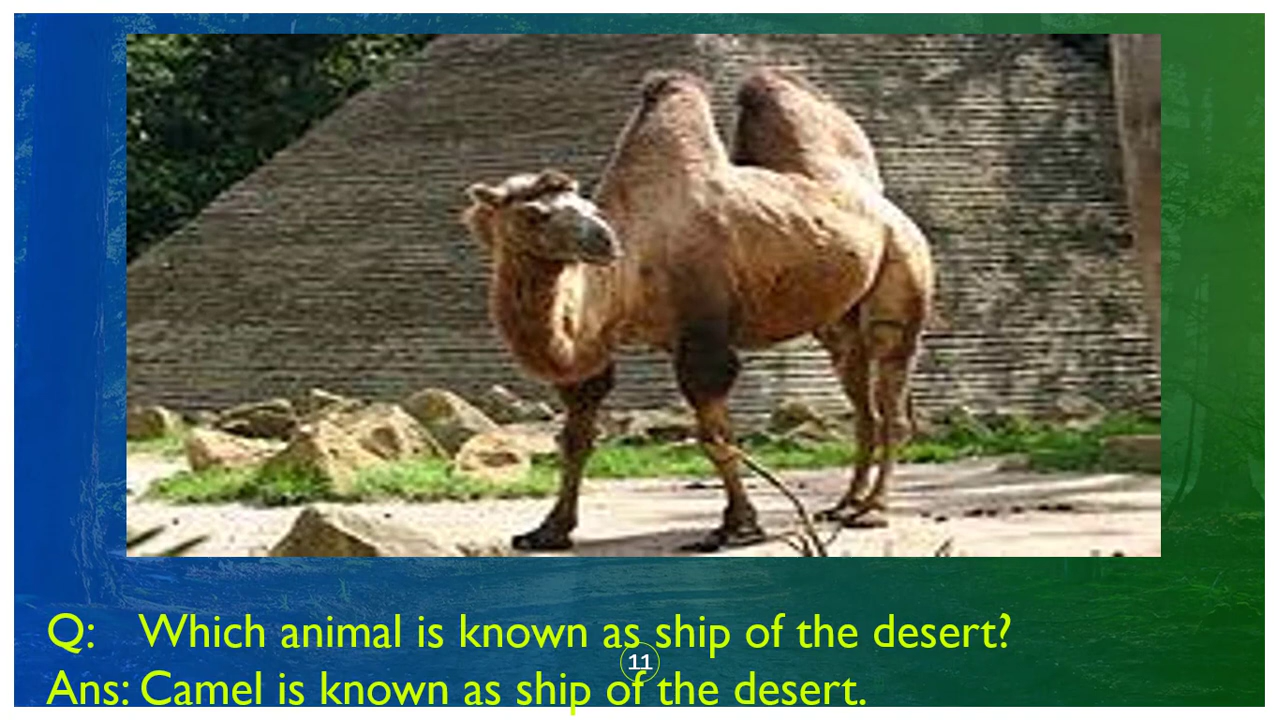 Q: Which animal is known as ship of the desert?
11
Ans: Camel is known as ship of the desert.